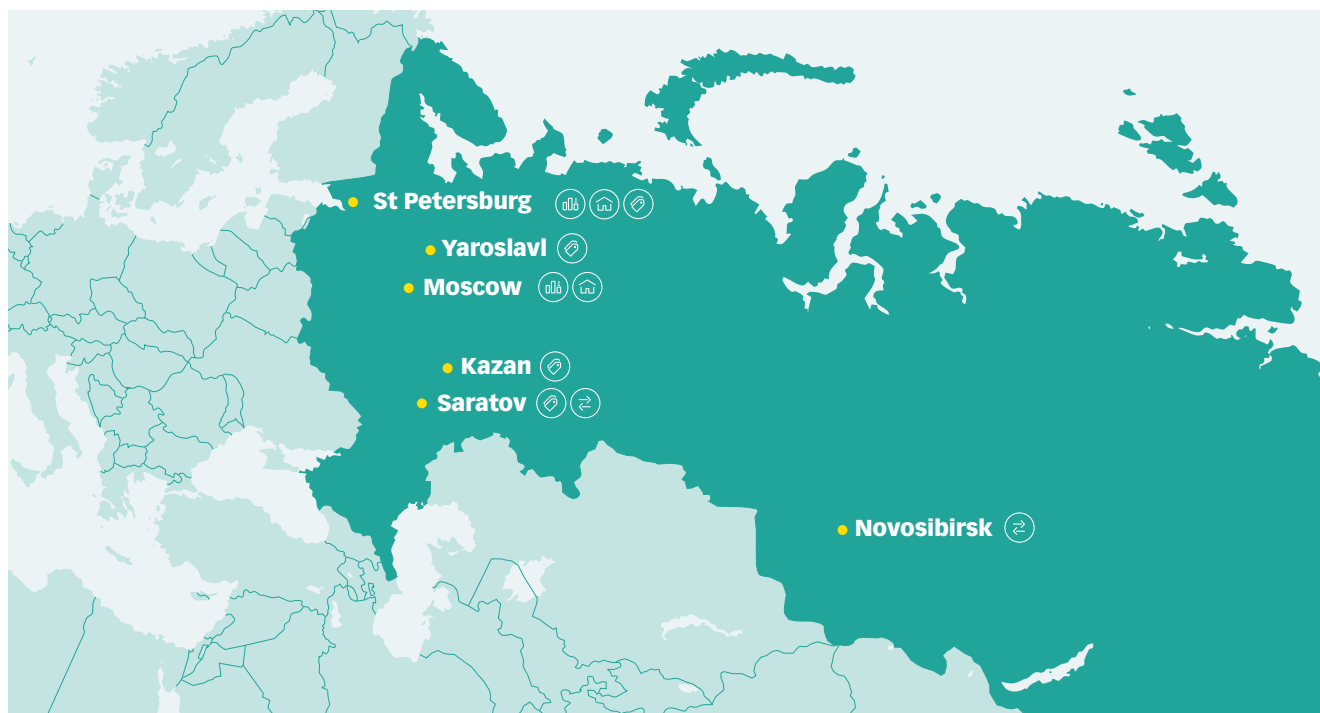 St Petersburg
Yaroslavl
Moscow
Kazan
Saratov
Novosibirsk